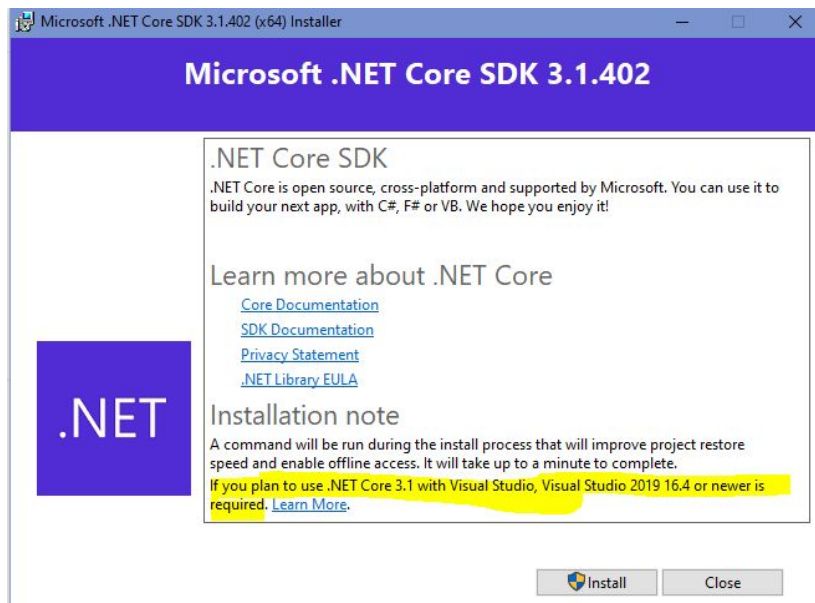 Microsoft .NET Core SDK 3.1.402 (x64) Installer
Microsoft .NET Core SDK 3.1.402
.NET Core SDK
.NET Core is open source, cross-platform and supported by Microsoft. You can use it to
build your next app, with C#, F# or VB. We hope you enjoy it!
Learn more about .NET Core
Core Documentation
SDK Documentation
Privacy Statement
.NET Library EULA
.NET
Installation note
A command will be run during the install process that will improve project restore
speed and enable offline access. It will take up to a minute to complete.
If you plan to use .NET Core 3.1 with Visual Studio, Visual Studio 2019 16.4 or newer is
required. Learn More.
Install
Close